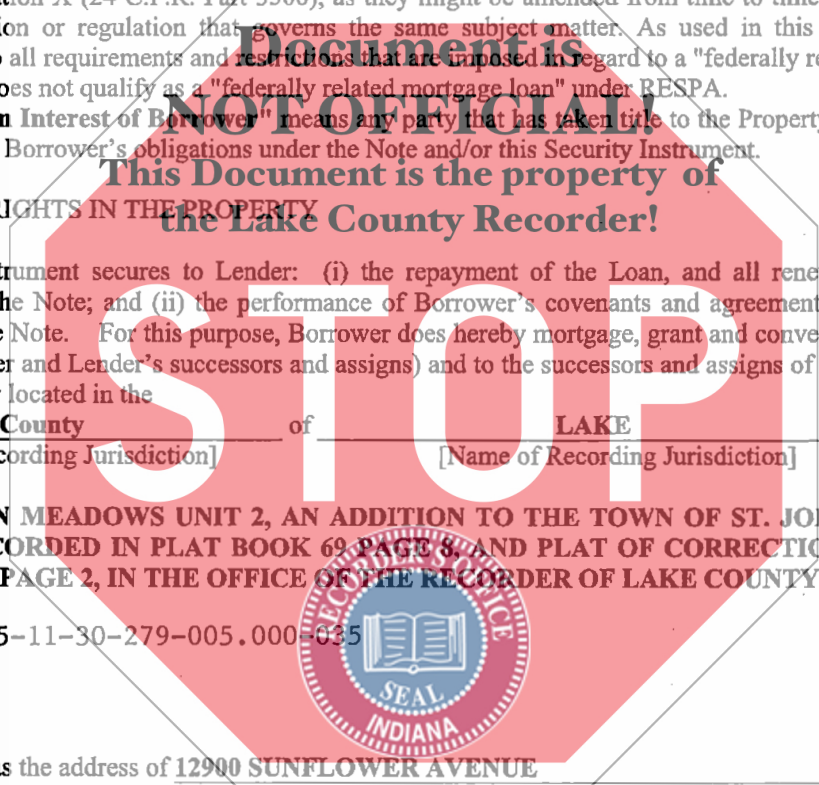 ion X (24 C.F.R. Part 3500), as they might be amended from time to time
ion or regulation that governs the same subject matter. As used in this
all requirements and restrictions that are imposed in regard to a "federally re
oes not qualify as a "federally related mortgage loan" under RESPA.
n Interest of Borrower" means any party that has taken title to the Property
Borrower's obligations under the Note and/or this Security Instrument.
Document is
NOT OFFICIAL!
This Document is the property of
the Lake County Recorder!
IGHTS IN THE PROPERTY
trument secures to Lender: (i) the repayment of the Loan, and all rene
he Note; and (ii) the performance of Borrower's covenants and agreement
e Note. For this purpose, Borrower does hereby mortgage, grant and conve
er and Lender's successors and assigns) and to the successors and assigns of
located in the
County of LAKE
cording Jurisdiction] [Name of Recording Jurisdiction]
STOP
N MEADOWS UNIT 2, AN ADDITION TO THE TOWN OF ST. JO
CORDED IN PLAT BOOK 69 PAGE 8, AND PLAT OF CORRECTIO
PAGE 2, IN THE OFFICE OF THE RECORDER OF LAKE COUNTY
5-11-30-279-005.000-035
RECORDER'S OFFICE
SEAL
INDIANA
s the address of 12900 SUNFLOWER AVENUE